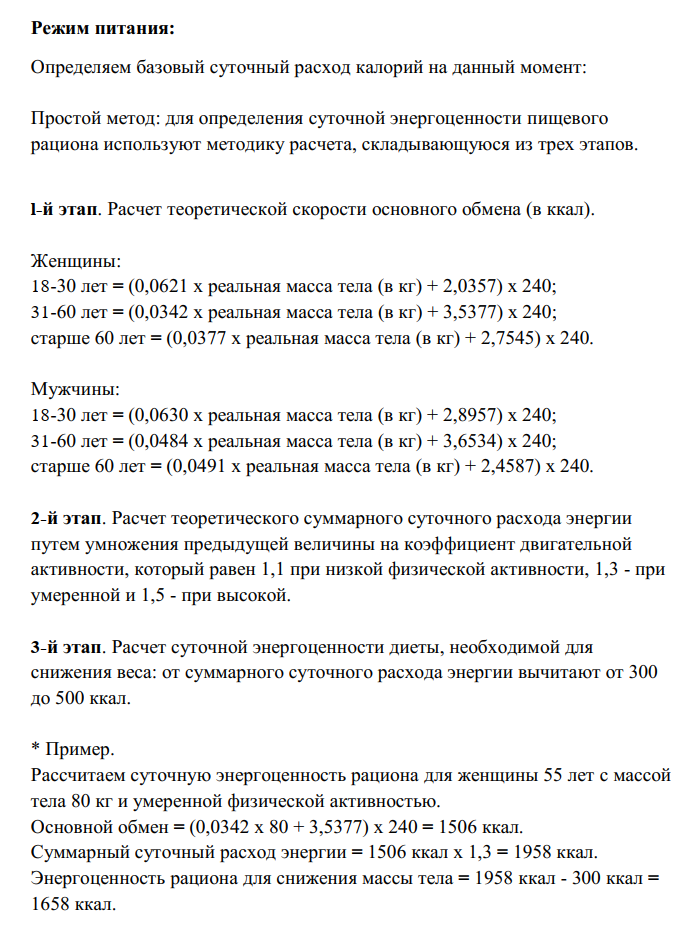 Режим питания:
Определяем базовый суточный расход калорий на данный момент:
Простой метод: для определения суточной энергоценности пищевого
рациона используют методику расчета, складывающуюся из трех этапов.
l-й этап. Расчет теоретической скорости основного обмена (в ккал).
Женщины:
18-30 лет = (0,0621 x реальная масса тела (в кг) + 2,0357) x 240;
31-60 лет = (0,0342 x реальная масса тела (в кг) + 3,5377) x 240;
старше 60 лет = (0,0377 x реальная масса тела (в кг) + 2,7545) x 240.
Мужчины:
18-30 лет = (0,0630 x реальная масса тела (в кг) + 2,8957) x 240;
31-60 лет = (0,0484 x реальная масса тела (в кг) + 3,6534) x 240;
старше 60 лет = (0,0491 x реальная масса тела (в кг) + 2,4587) x 240.
2-й этап. Расчет теоретического суммарного суточного расхода энергии
путем умножения предыдущей величины на коэффициент двигательной
активности, который равен 1,1 при низкой физической активности, 1,3 - при
умеренной и 1,5 - при высокой.
3-й этап. Расчет суточной энергоценности диеты, необходимой для
снижения веса: от суммарного суточного расхода энергии вычитают от 300
до 500 ккал.
* Пример.
Рассчитаем суточную энергоценность рациона для женщины 55 лет с массой
тела 80 кг и умеренной физической активностью.
Основной обмен = (0,0342 x 80 + 3,5377) x 240 = 1506 ккал.
Суммарный суточный расход энергии = 1506 ккал x 1,3 = 1958 ккал.
Энергоценность рациона для снижения массы тела = 1958 ккал - 300 ккал =
1658 ккал.